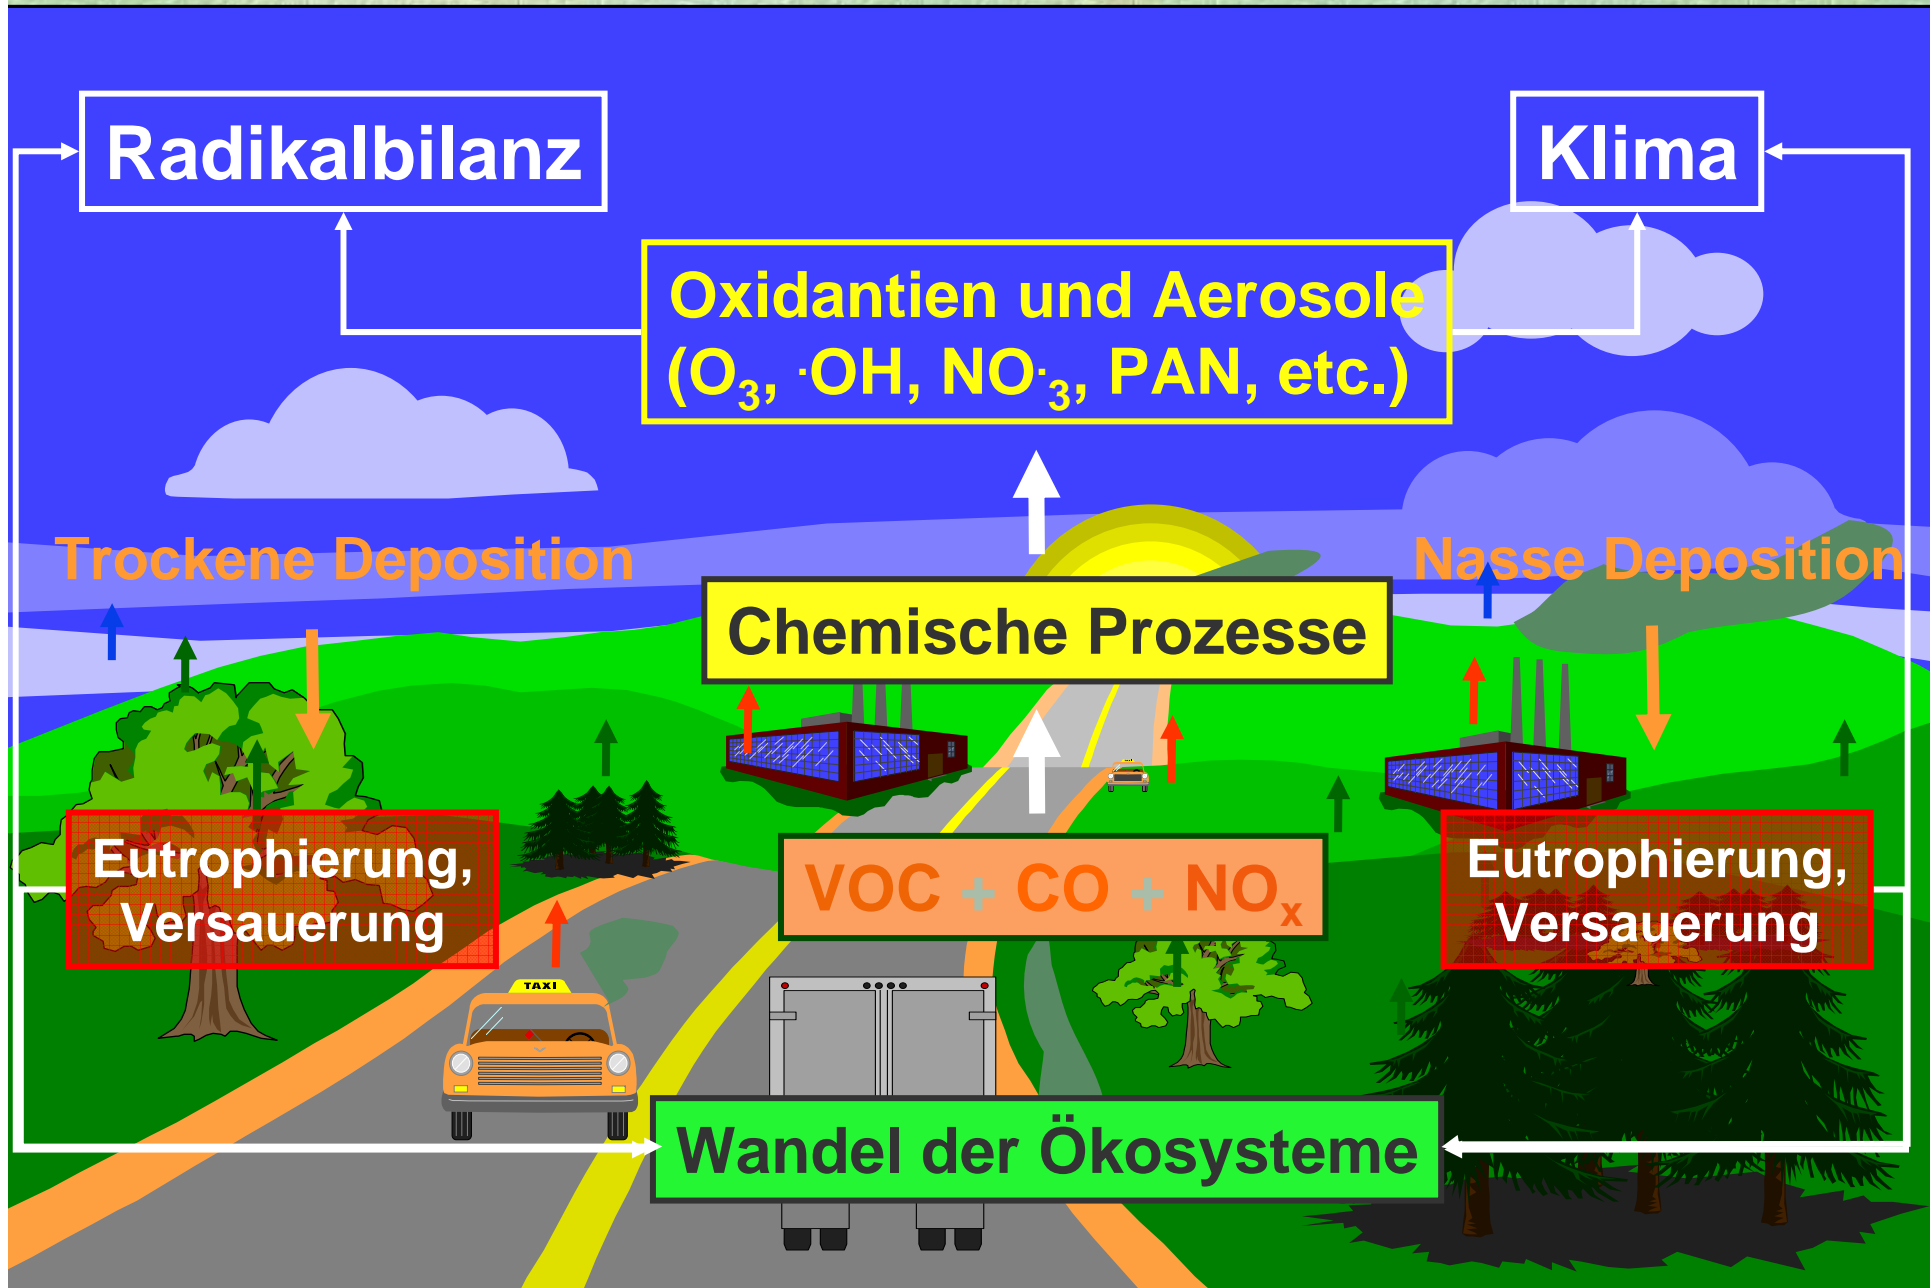 Radikalbilanz
Klima
Oxidantien und Aerosole
(O₃, ·OH, NO·₃, PAN, etc.)
Trockene Deposition
Nasse Deposition
Chemische Prozesse
Eutrophierung,
Versauerung
VOC + CO + NOₓ
Eutrophierung,
Versauerung
TAXI
Wandel der Ökosysteme